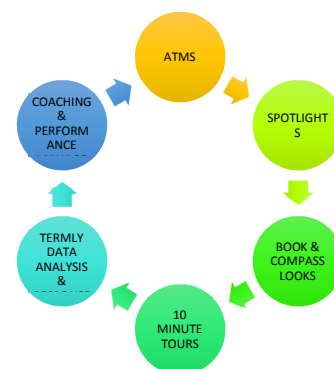 ATMS
SPOTLIGHT
S
BOOK &
COMPASS
LOOKS
10
MINUTE
TOURS
TERMLY
DATA
ANALYSIS
&
COACHING
&
PERFORM
ANCE